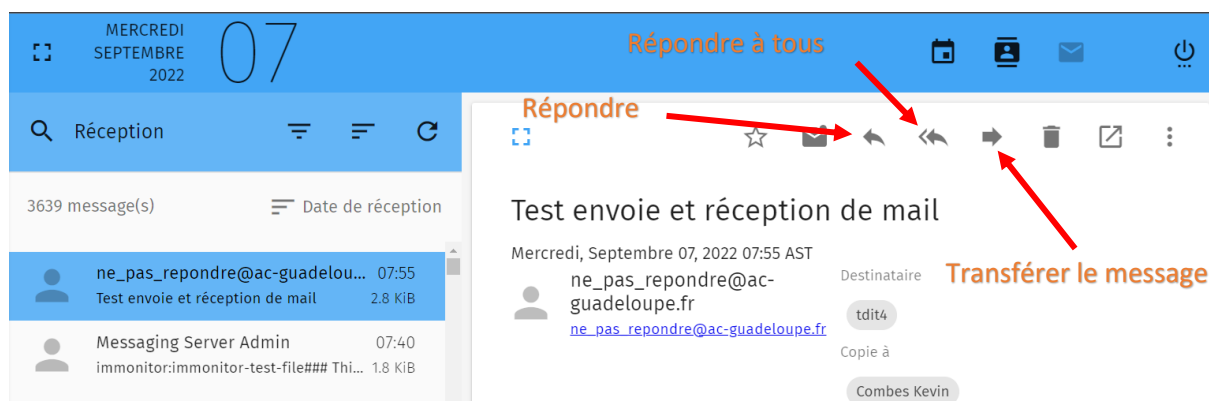 MERCREDI
SEPTEMBRE
2022
07
Répondre à tous
Réception
Répondre
3639 message(s)
Date de réception
ne_pas_repondre@ac-guadelou... 07:55
Test envoie et réception de mail 2.8 KiB
Messaging Server Admin 07:40
immonitor:immonitor-test-file### Thi... 1.8 KiB
Test envoie et réception de mail
Mercredi, Septembre 07, 2022 07:55 AST
ne_pas_repondre@ac-
guadeloupe.fr
ne_pas_repondre@ac-guadeloupe.fr
Destinataire
Transférer le message
tdit4
Copie à
Combes Kevin